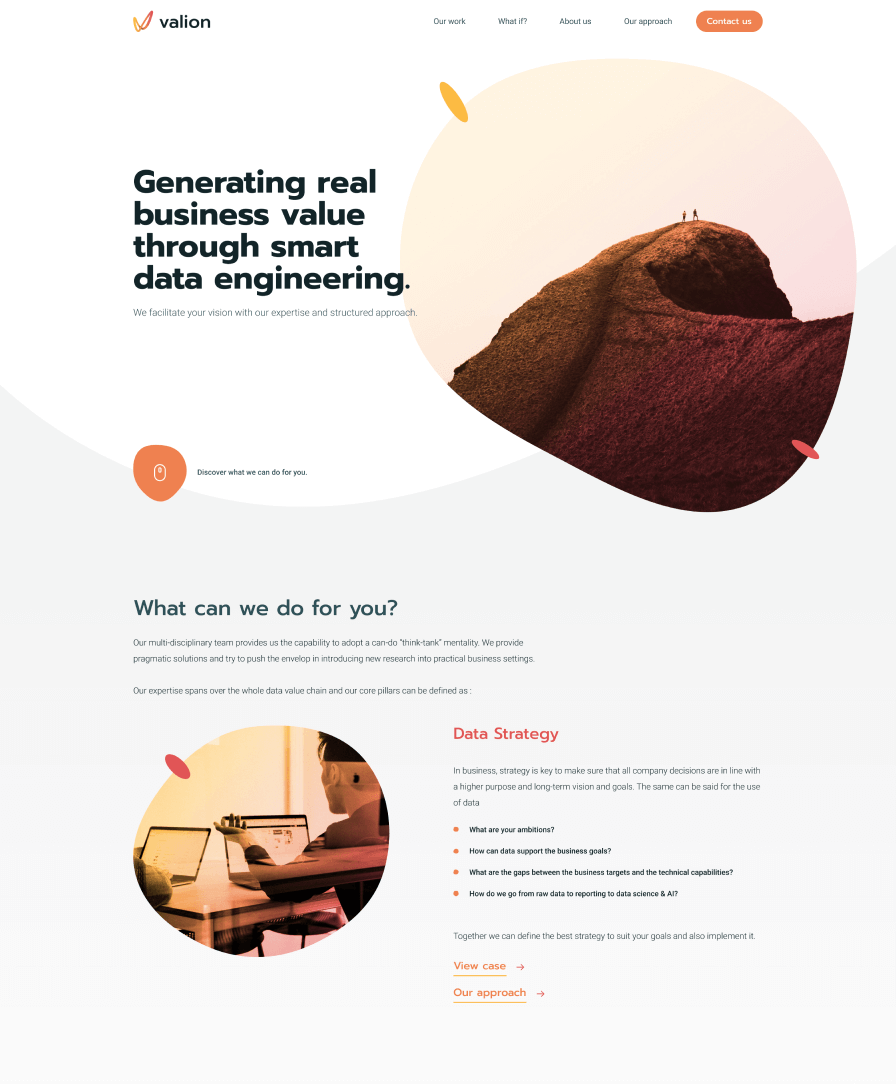 valion
Our work
What if?
About us
Our approach
Contact us
Generating real
business value
through smart
data engineering.
We facilitate your vision with our expertise and structured approach.
Discover what we can do for you.
What can we do for you?
Our multi-disciplinary team provides us the capability to adopt a can-do “think-tank” mentality. We provide
pragmatic solutions and try to push the envelop in introducing new research into practical business settings.
Our expertise spans over the whole data value chain and our core pillars can be defined as :
Data Strategy
In business, strategy is key to make sure that all company decisions are in line with
a higher purpose and long-term vision and goals. The same can be said for the use
of data
What are your ambitions?
How can data support the business goals?
What are the gaps between the business targets and the technical capabilities?
How do we go from raw data to reporting to data science & AI?
Together we can define the best strategy to suit your goals and also implement it.
View case →
Our approach →